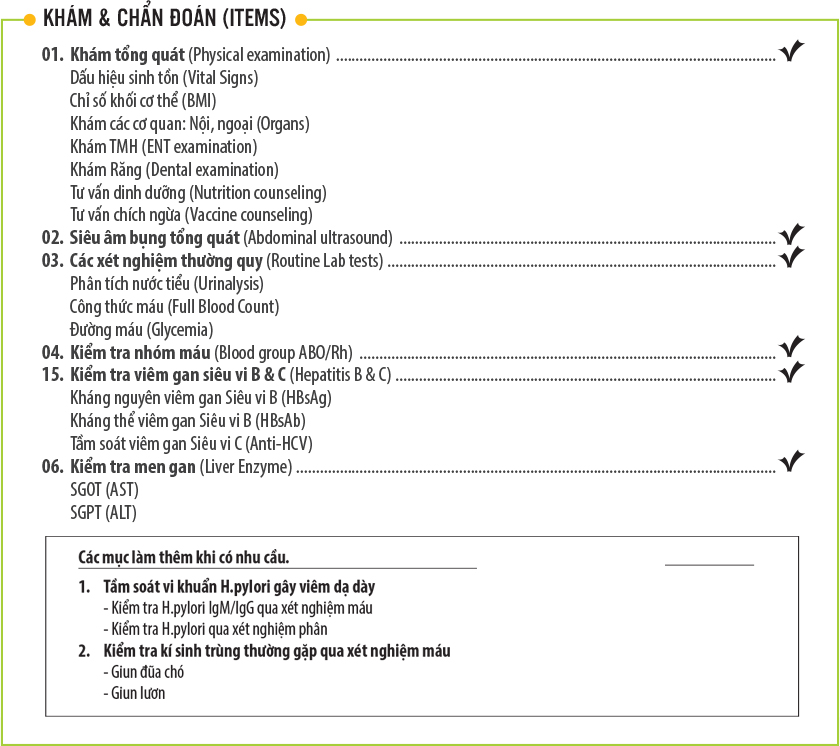 KHÁM & CHẨN ĐOÁN (ITEMS)
01. Khám tổng quát (Physical examination) ✓
Dấu hiệu sinh tồn (Vital Signs)
Chỉ số khối cơ thể (BMI)
Khám các cơ quan: Nội, ngoại (Organs)
Khám TMH (ENT examination)
Khám Răng (Dental examination)
Tư vấn dinh dưỡng (Nutrition counseling)
Tư vấn chích ngừa (Vaccine counseling)
02. Siêu âm bụng tổng quát (Abdominal ultrasound) ✓
03. Các xét nghiệm thường quy (Routine Lab tests) ✓
Phân tích nước tiểu (Urinalysis)
Công thức máu (Full Blood Count)
Đường máu (Glycemia)
04. Kiểm tra nhóm máu (Blood group ABO/Rh) ✓
15. Kiểm tra viêm gan siêu vi B & C (Hepatitis B & C) ✓
Kháng nguyên viêm gan Siêu vi B (HBsAg)
Kháng thể viêm gan Siêu vi B (HBsAb)
Tầm soát viêm gan Siêu vi C (Anti-HCV)
06. Kiểm tra men gan (Liver Enzyme) ✓
SGOT (AST)
SGPT (ALT)
Các mục làm thêm khi có nhu cầu.
1. Tầm soát vi khuẩn H.pylori gây viêm dạ dày
- Kiểm tra H.pylori IgM/IgG qua xét nghiệm máu
- Kiểm tra H.pylori qua xét nghiệm phân
2. Kiểm tra kí sinh trùng thường gặp qua xét nghiệm máu
- Giun đũa chó
- Giun lươn